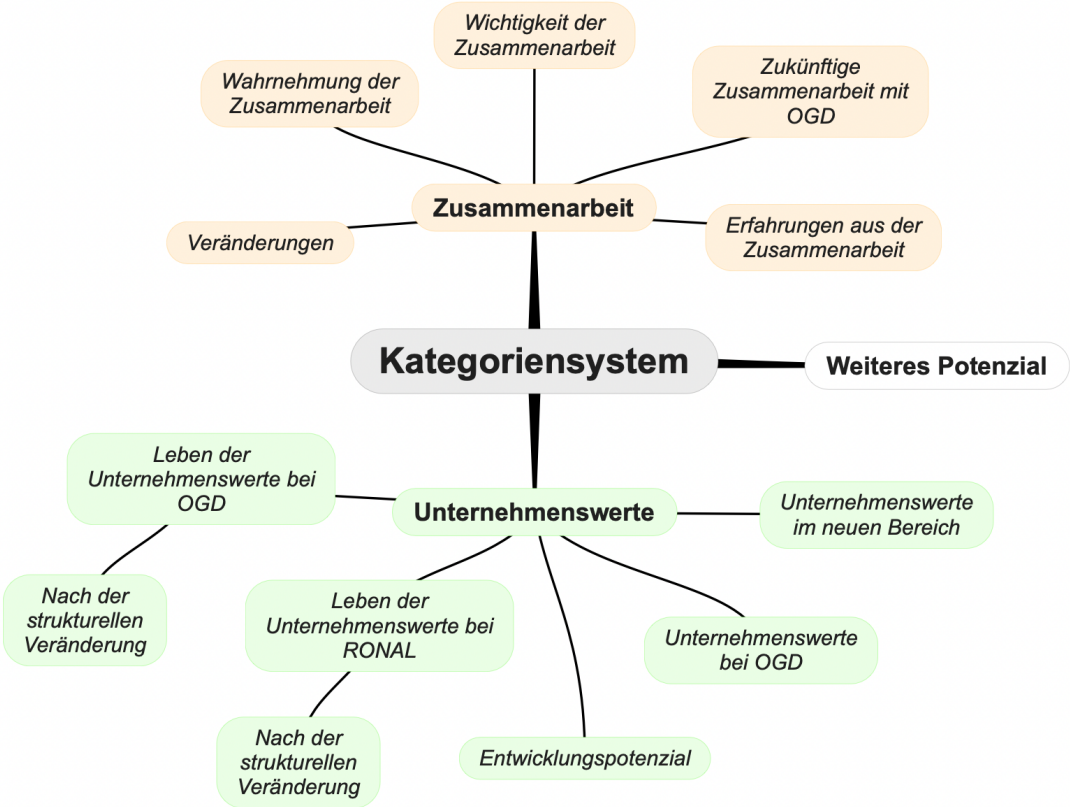 Wichtigkeit der
Zusammenarbeit
Wahrnehmung der
Zusammenarbeit
Zukünftige
Zusammenarbeit mit
OGD
Zusammenarbeit
Veränderungen
Erfahrungen aus der
Zusammenarbeit
Kategoriensystem
Weiteres Potenzial
Leben der
Unternehmenswerte bei
OGD
Unternehmenswerte
Unternehmenswerte
im neuen Bereich
Nach der
strukturellen
Veränderung
Leben der
Unternehmenswerte bei
RONAL
Unternehmenswerte
bei OGD
Nach der
strukturellen
Veränderung
Entwicklungspotenzial